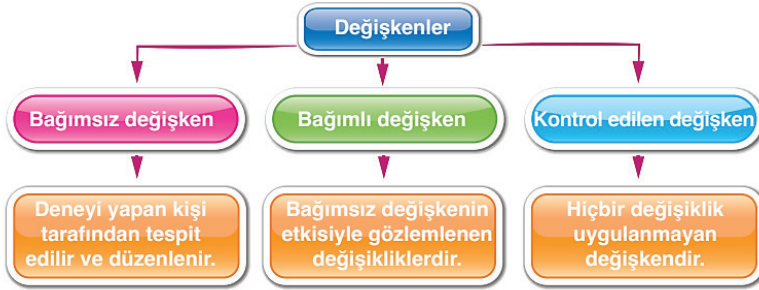 Değişkenler
Bağımsız değişken
Bağımlı değişken
Kontrol edilen değişken
Deneyi yapan kişi
tarafından tespit
edilir ve düzenlenir.
Bağımsız değişkenin
etkisiyle gözlemlenen
değişikliklerdir.
Hiçbir değişiklik
uygulanmayan
değişkendir.